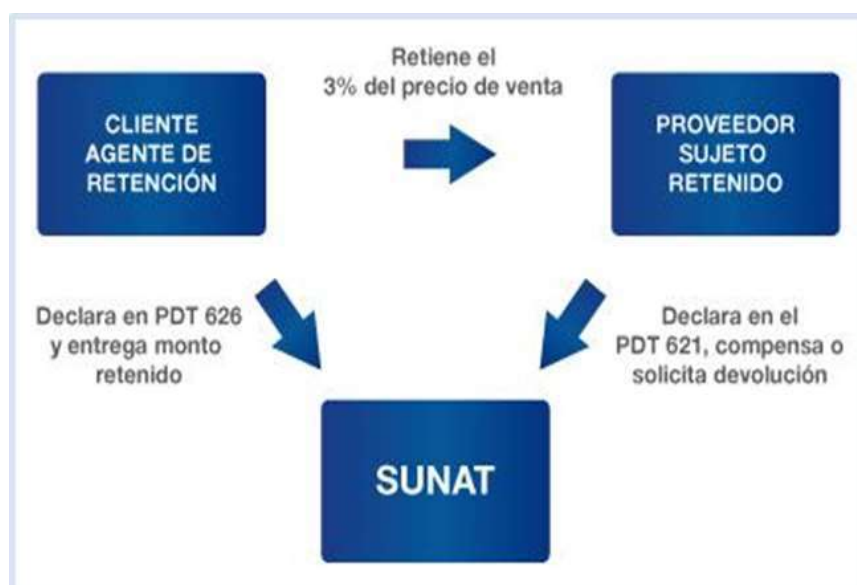 Retiene el
3% del precio de venta
CLIENTE
AGENTE DE
RETENCIÓN
PROVEEDOR
SUJETO
RETENIDO
Declara en PDT 626
y entrega monto
retenido
Declara en el
PDT 621, compensa o
solicita devolución
SUNAT